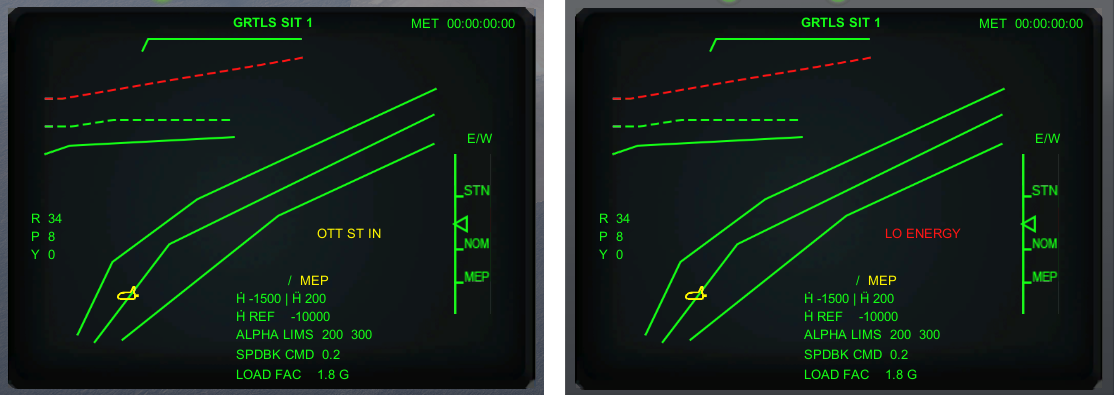 GRTLS SIT 1 MET 00:00:00:00
E/W
STN
R 34
P 8
Y 0
OTT ST IN
NOM
MEP
/ MEP
Ḣ -1500 | Ḧ 200
Ḣ REF -10000
ALPHA LIMS 200 300
SPDBK CMD 0.2
LOAD FAC 1.8 G
GRTLS SIT 1 MET 00:00:00:00
E/W
STN
R 34
P 8
Y 0
LO ENERGY
NOM
MEP
/ MEP
Ḣ -1500 | Ḧ 200
Ḣ REF -10000
ALPHA LIMS 200 300
SPDBK CMD 0.2
LOAD FAC 1.8 G